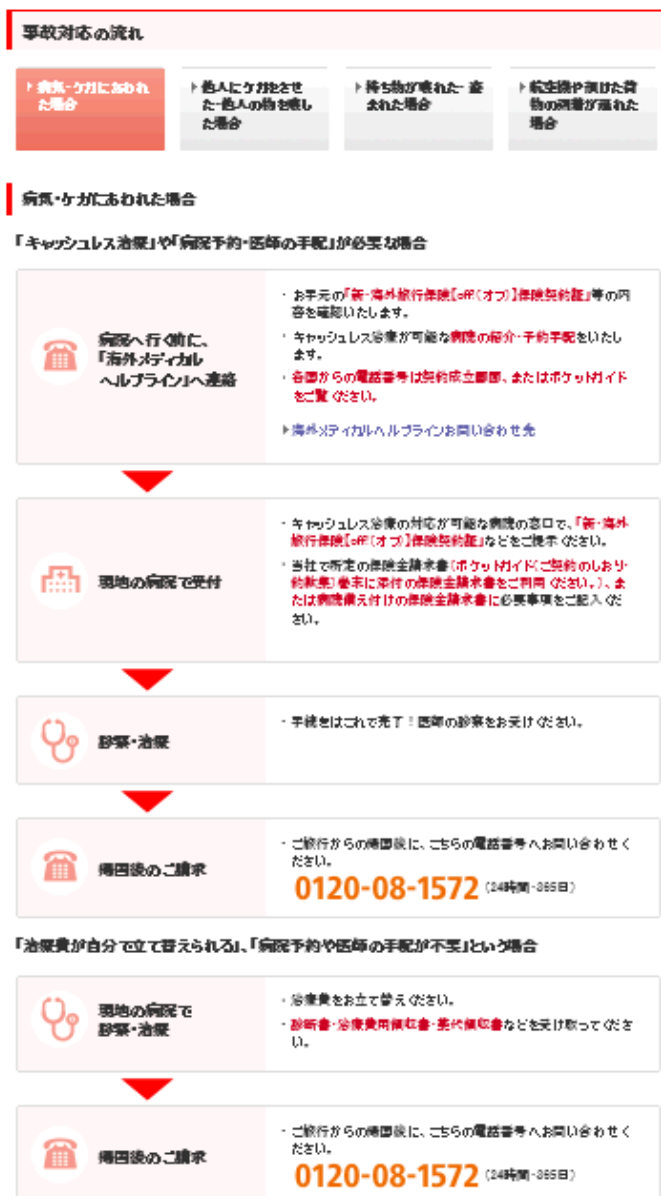 事故対応の流れ
病気・ケガにあわれ
た場合
他人にケガをさせ
た・他人の物を壊し
た場合
持ち物が壊れた・盗
まれた場合
航空機や預けた荷
物の到着が遅れた
場合
病気・ケガにあわれた場合
「キャッシュレス治療」や「病院予約・医師の手配」が必要な場合
病院へ行く前に、
「海外メディカル
ヘルプライン」へ連絡
・お手元の「新・海外旅行保険【off(オフ)】保険契約証」等の内
容を確認いたします。
・キャッシュレス治療が可能な病院の紹介・予約手配をいたし
ます。
・各国からの電話番号は契約成立画面、またはポケットガイド
をご覧ください。
海外メディカルヘルプラインお問い合わせ先
現地の病院で受付
・キャッシュレス治療の対応が可能な病院の窓口で、「新・海外
旅行保険【off(オフ)】保険契約証」などをご提示ください。
・当社で所定の保険金請求書(ポケットガイド(ご契約のしおり・
約款集)巻末に添付の保険金請求書をご利用ください。)、ま
たは病院備え付けの保険金請求書に必要事項をご記入くだ
さい。
診察・治療
・手続きはこれで完了!医師の診察をお受けください。
帰国後のご請求
・ご旅行からの帰国後に、こちらの電話番号へお問い合わせく
ださい。
0120-08-1572(24時間・365日)
「治療費が自分で立て替えられる」、「病院予約や医師の手配が不要」という場合
現地の病院で
診察・治療
・治療費をお立て替えください。
・診断書・治療費用領収書・薬代領収書などを受け取ってくださ
い。
帰国後のご請求
・ご旅行からの帰国後に、こちらの電話番号へお問い合わせく
ださい。
0120-08-1572(24時間・365日)